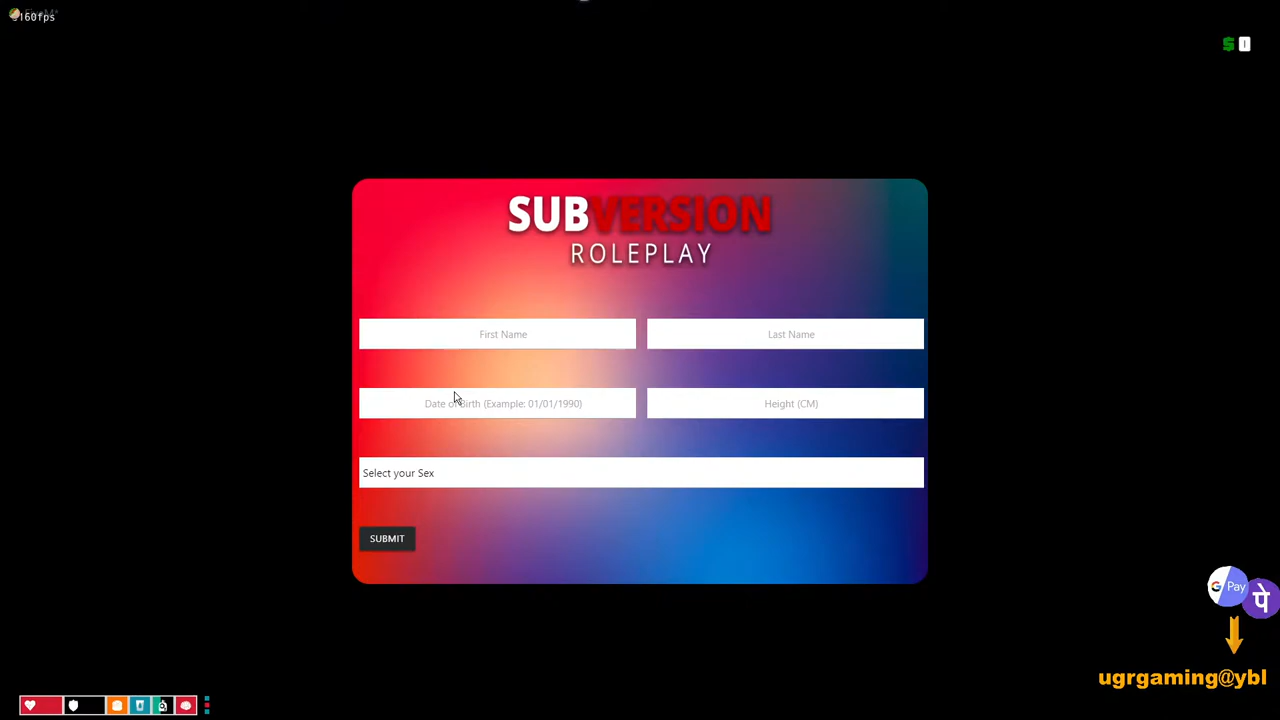 160fps
SUBVERSION
ROLEPLAY
First Name
Last Name
Date of Birth (Example: 01/01/1990)
Height (CM)
Select your Sex
SUBMIT
G Pay
पे
ugrgaming@ybl